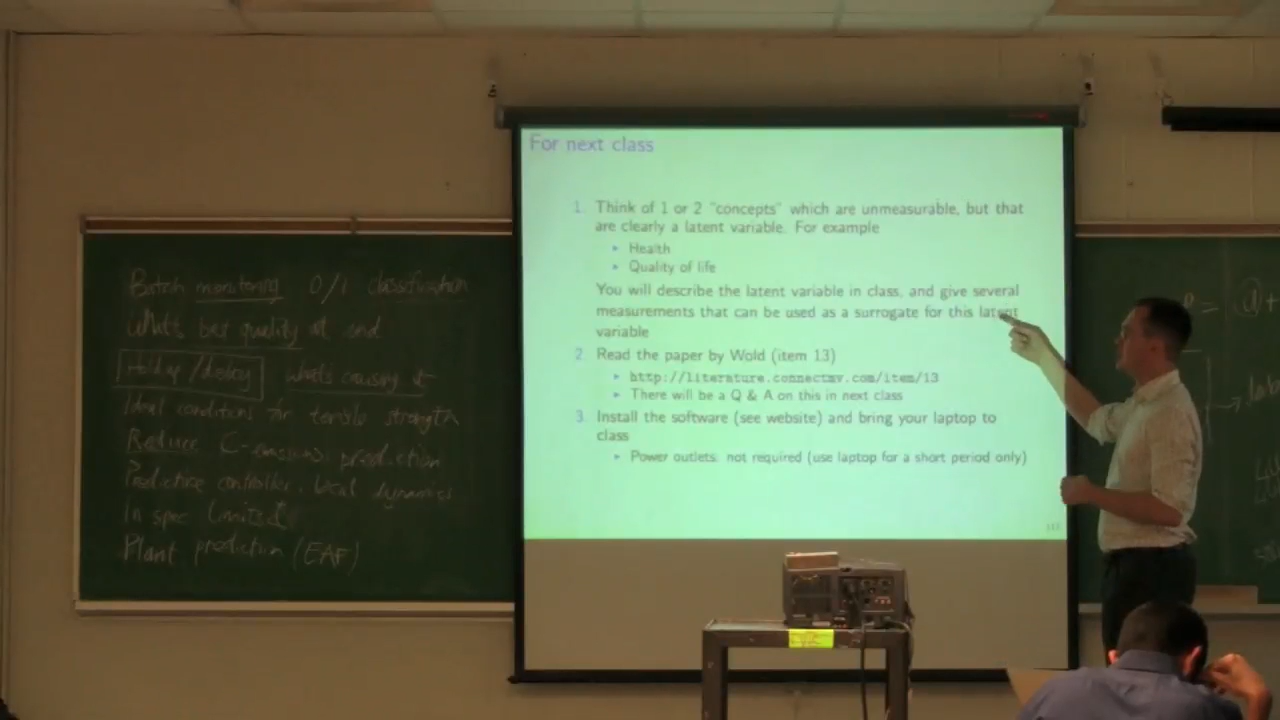 Batch monitoring 0/1 classification
What's best quality at end
Holdup/delay What's causing it
Ideal conditions for tensile strength
Reduce C-emissions: production
Predictive controller, local dynamics
In spec limits
Plant prediction (EAF)
For next class
1. Think of 1 or 2 "concepts" which are unmeasurable, but that
are clearly a latent variable. For example
Health
Quality of life
You will describe the latent variable in class, and give several
measurements that can be used as a surrogate for this latent
variable
2. Read the paper by Wold (item 13)
http://literature.connectmv.com/item/13
There will be a Q & A on this in next class
3. Install the software (see website) and bring your laptop to
class
Power outlets: not required (use laptop for a short period only)